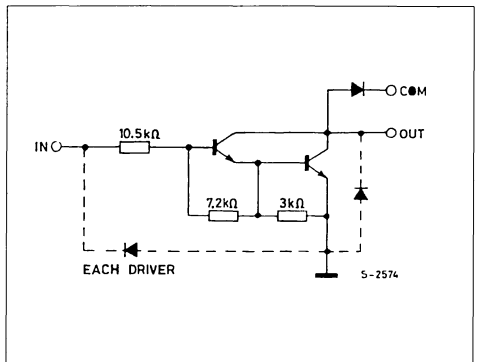 COM
OUT
10.5kΩ
IN
7.2kΩ
3kΩ
EACH DRIVER
S-2574